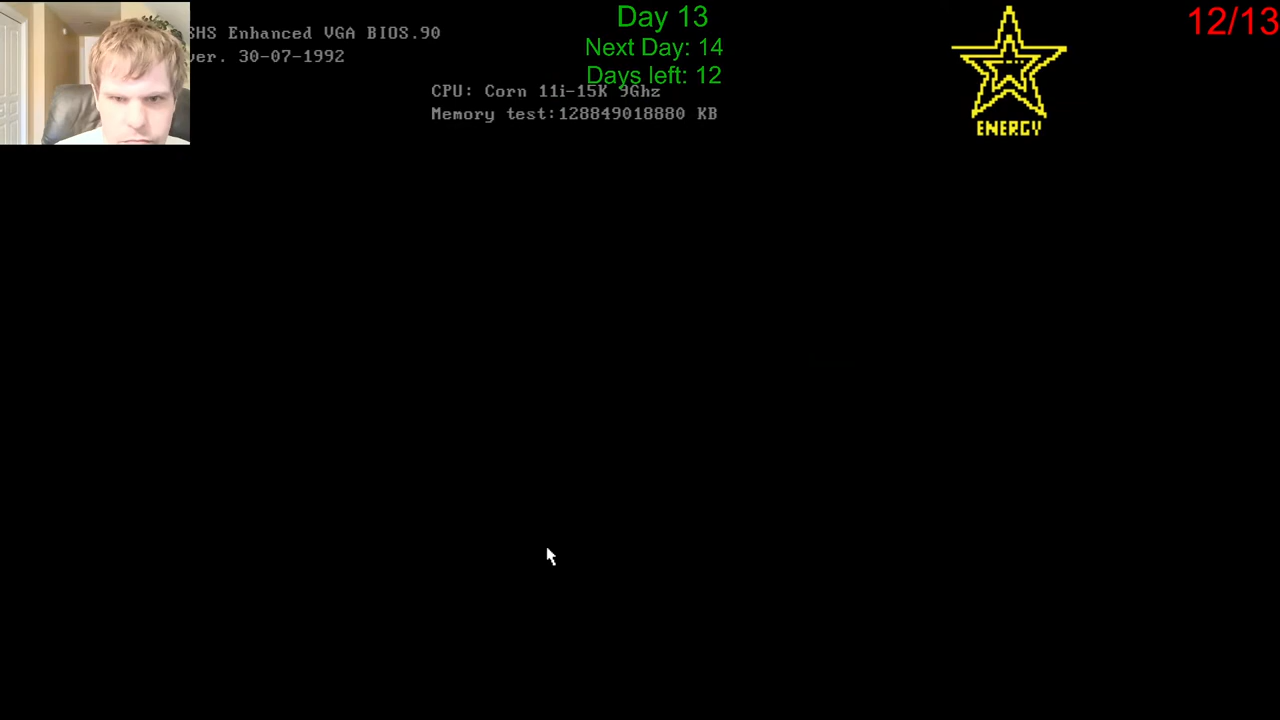 SHS Enhanced VGA BIOS.90
ver. 30-07-1992
Day 13
Next Day: 14
Days left: 12
CPU: Corn 11i-15K 9Ghz
Memory test:128849018880 KB
ENERGY
12/13